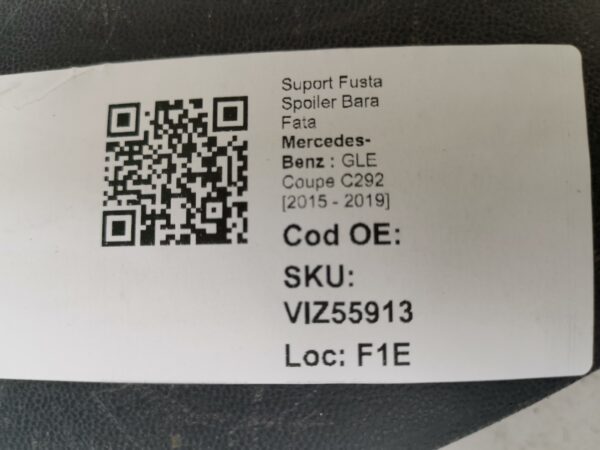 Suport Fusta
Spoiler Bara
Fata
Mercedes-
Benz : GLE
Coupe C292
[2015 - 2019]
Cod OE:
SKU:
VIZ55913
Loc: F1E